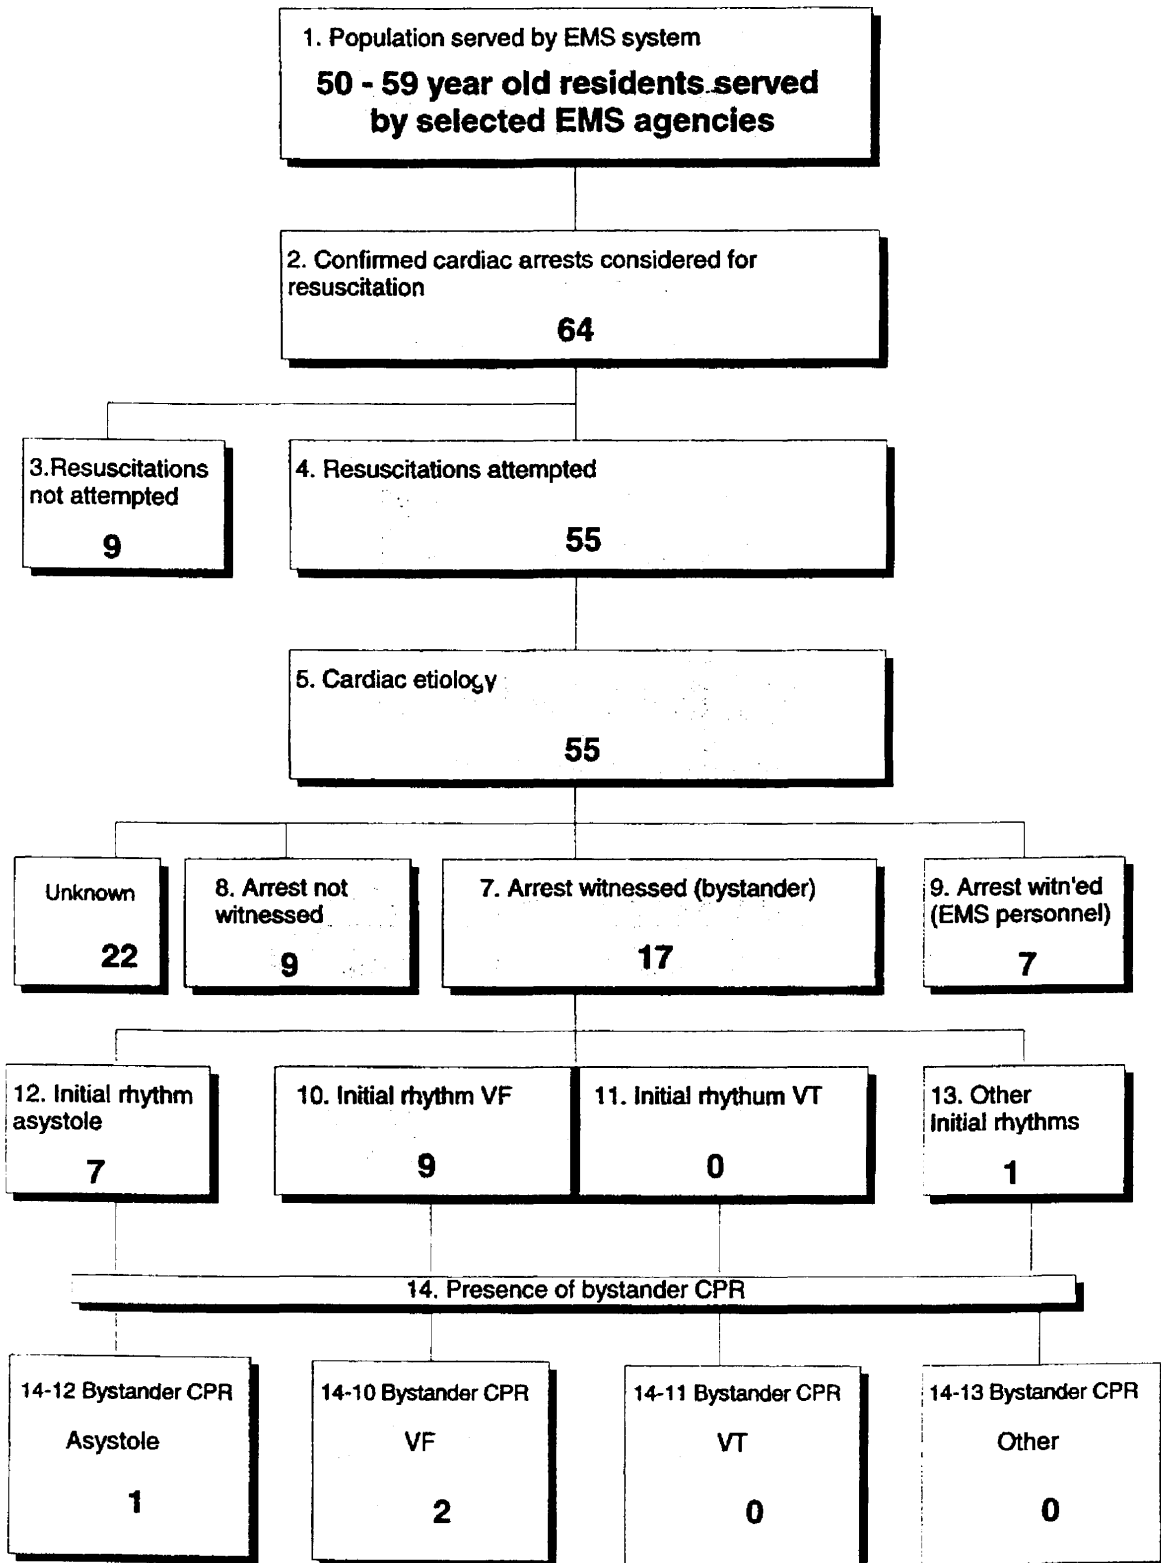 1. Population served by EMS system
50 - 59 year old residents served
by selected EMS agencies
2. Confirmed cardiac arrests considered for
resuscitation
64
3.Resuscitations
not attempted
9
4. Resuscitations attempted
55
5. Cardiac etiology
55
Unknown
22
8. Arrest not
witnessed
9
7. Arrest witnessed (bystander)
17
9. Arrest witn'ed
(EMS personnel)
7
12. Initial rhythm
asystole
7
10. Initial rhythm VF
9
11. Initial rhythum VT
0
13. Other
initial rhythms
1
14. Presence of bystander CPR
14-12 Bystander CPR
Asystole
1
14-10 Bystander CPR
VF
2
14-11 Bystander CPR
VT
0
14-13 Bystander CPR
Other
0